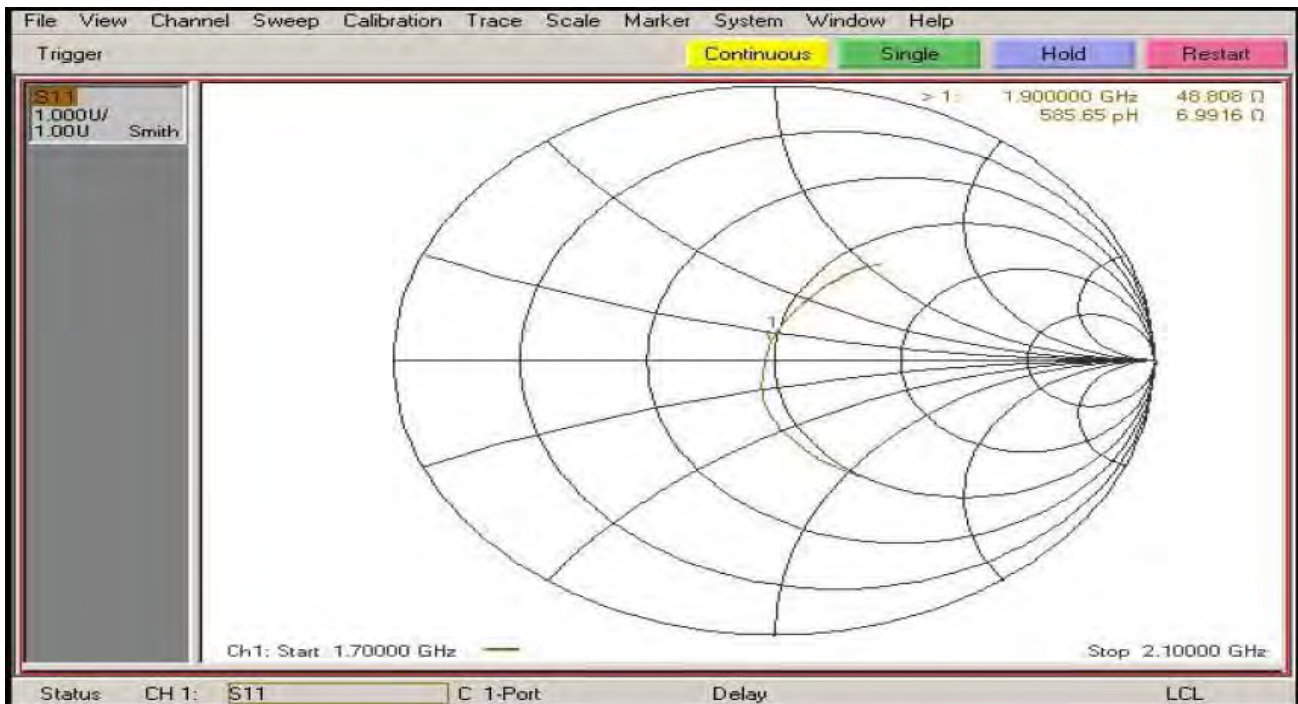 File View Channel Sweep Calibration Trace Scale Marker System Window Help
Trigger Continuous Single Hold Restart
S11
1.000U/
1.00U Smith
> 1: 1.900000 GHz 48.808 Ω
585.65 pH 6.9916 Ω
1
Ch1: Start 1.70000 GHz Stop 2.10000 GHz
Status CH 1: S11 C 1-Port Delay LCL